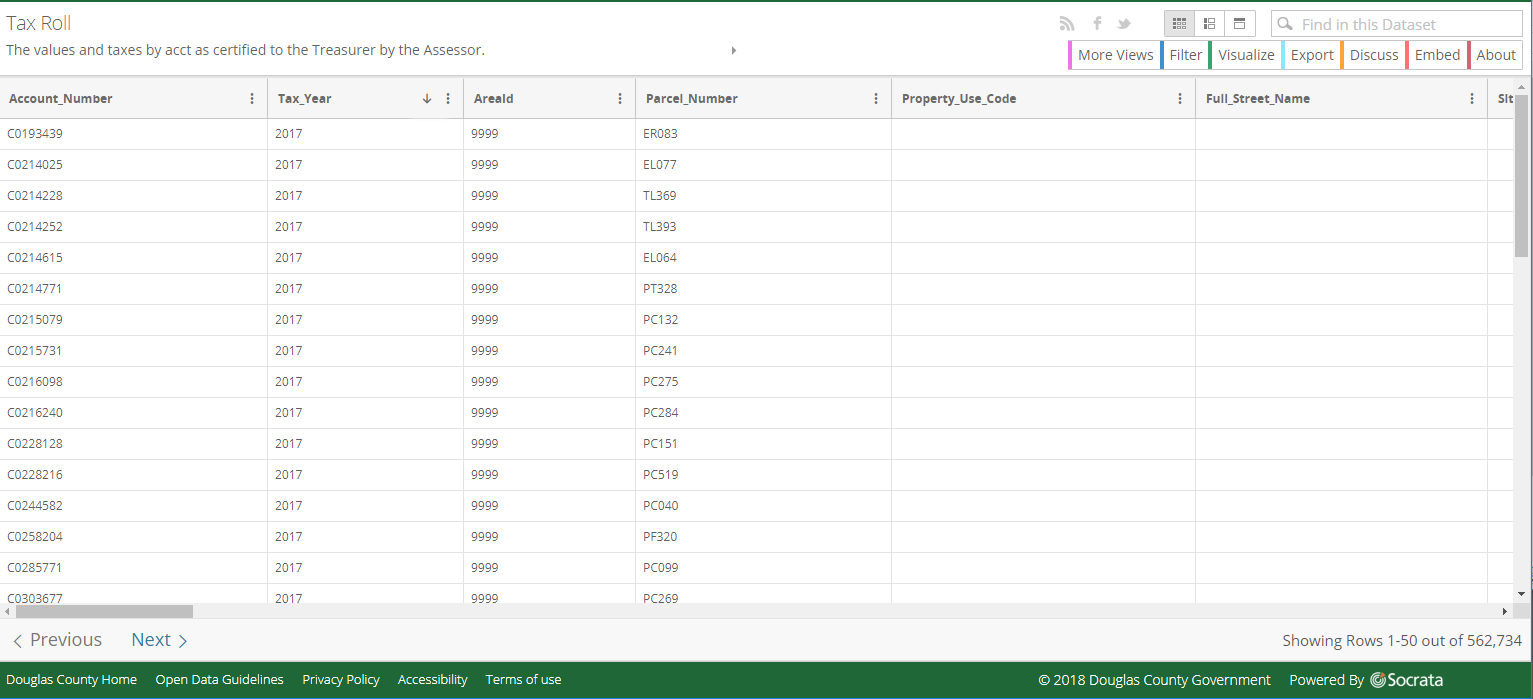 Tax Roll
Find in this Dataset
The values and taxes by acct as certified to the Treasurer by the Assessor.
More Views Filter Visualize Export Discuss Embed About
Account_Number Tax_Year AreaId Parcel_Number Property_Use_Code Full_Street_Name Sit
C0193439 2017 9999 ER083
C0214025 2017 9999 EL077
C0214228 2017 9999 TL369
C0214252 2017 9999 TL393
C0214615 2017 9999 EL064
C0214771 2017 9999 PT328
C0215079 2017 9999 PC132
C0215731 2017 9999 PC241
C0216098 2017 9999 PC275
C0216240 2017 9999 PC284
C0228128 2017 9999 PC151
C0228216 2017 9999 PC519
C0244582 2017 9999 PC040
C0258204 2017 9999 PF320
C0285771 2017 9999 PC099
C0303677 2017 9999 PC269
Previous Next Showing Rows 1-50 out of 562,734
Douglas County Home Open Data Guidelines Privacy Policy Accessibility Terms of use © 2018 Douglas County Government Powered By Socrata